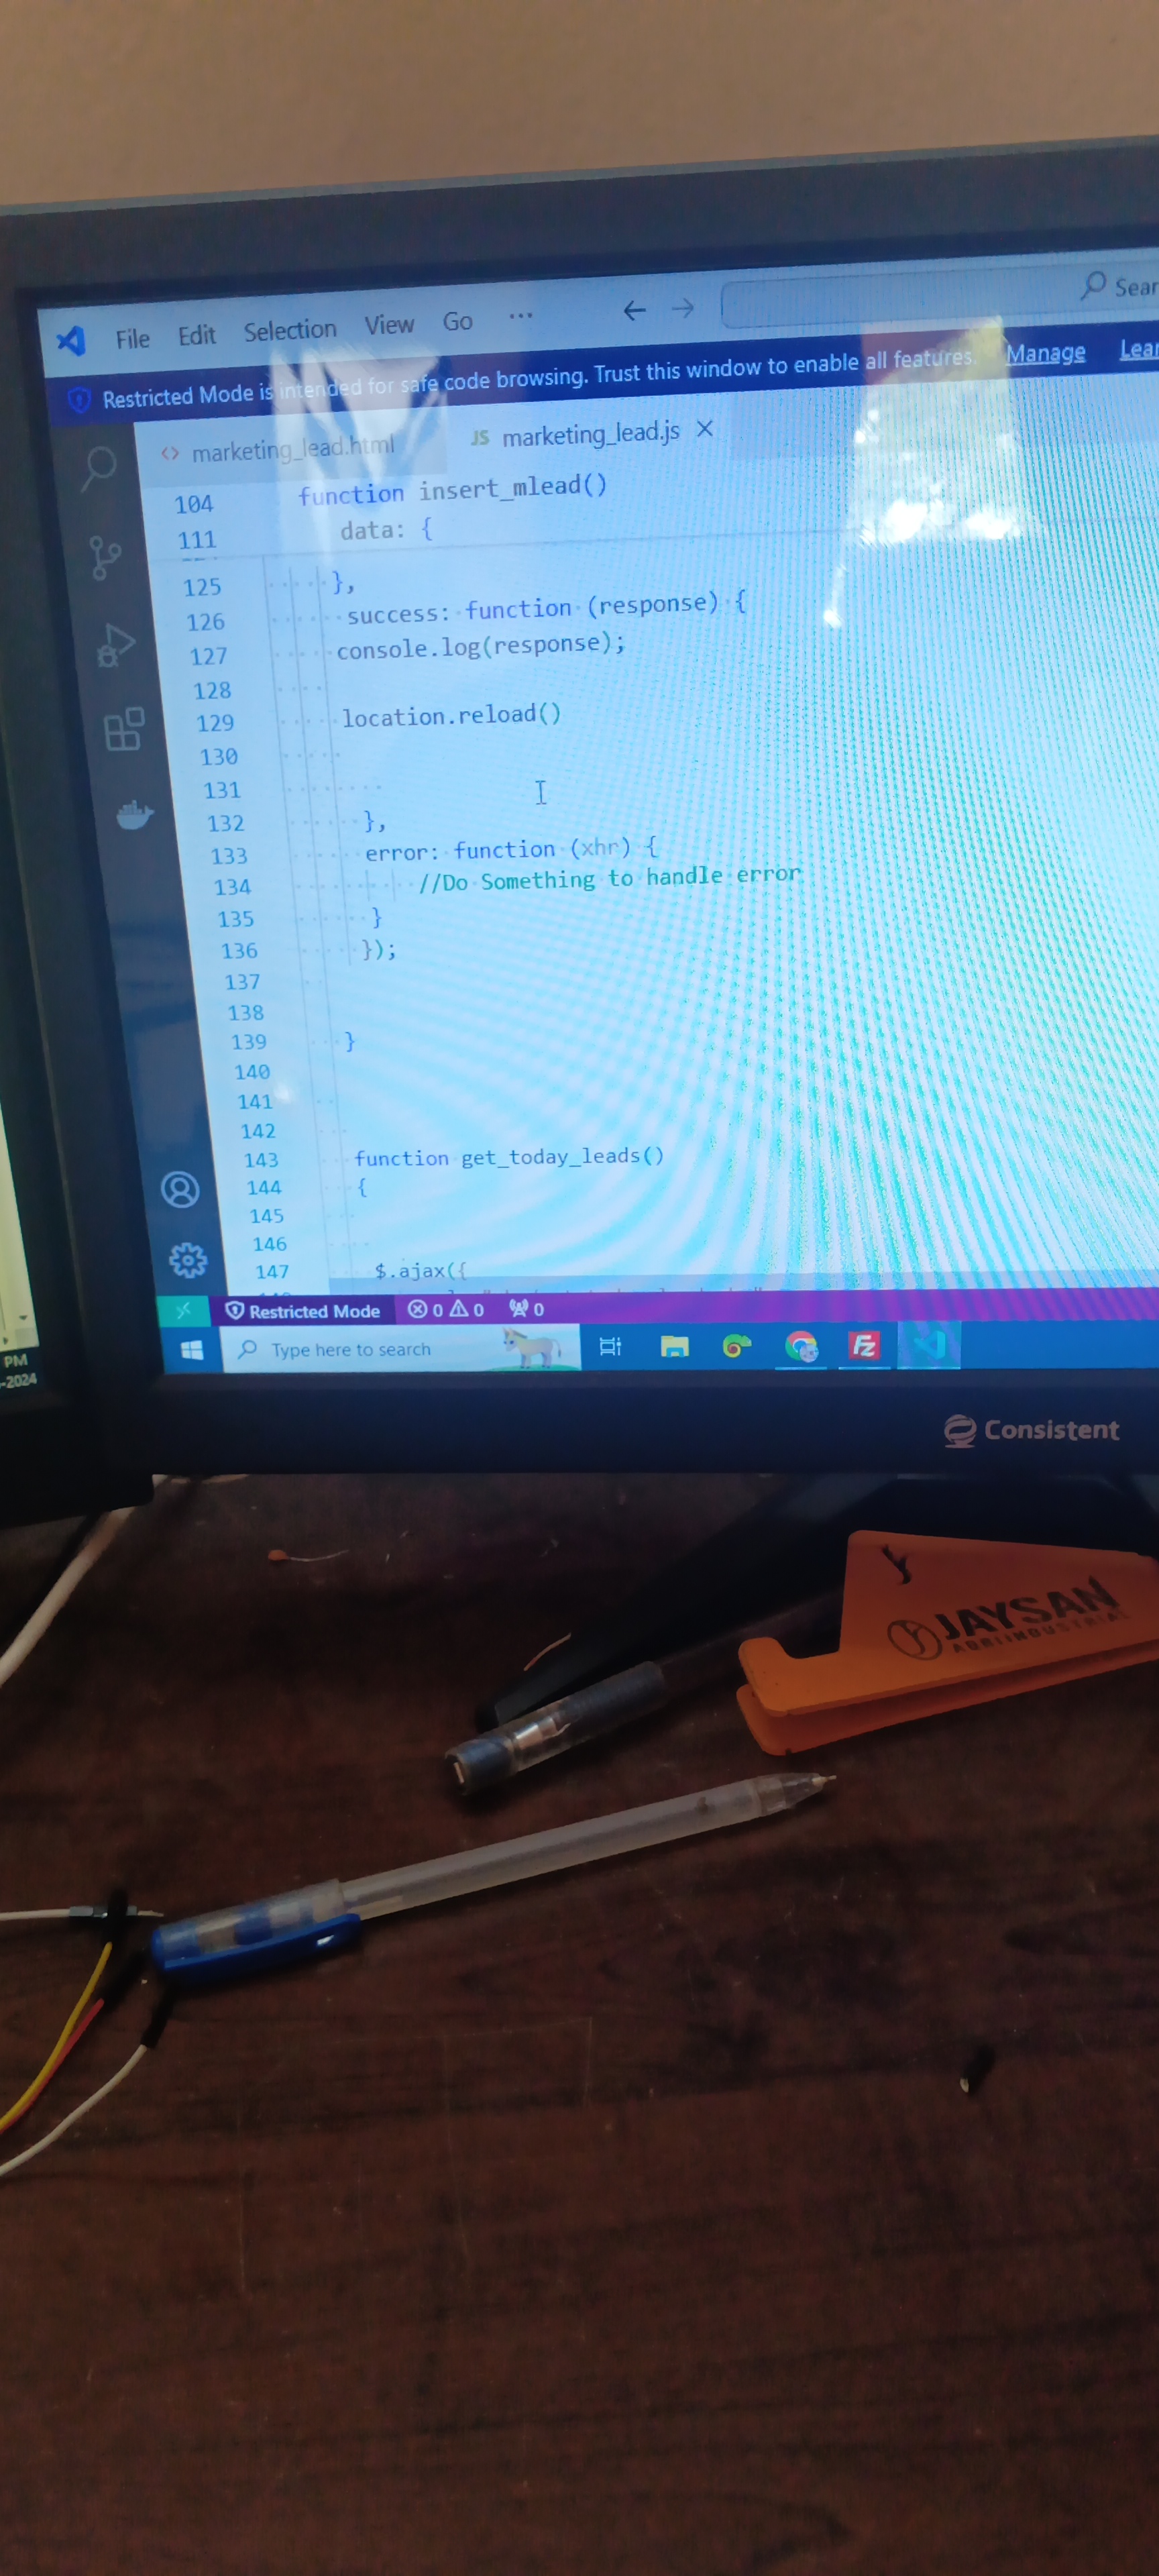 File Edit Selection View Go ...
Restricted Mode is intended for safe code browsing. Trust this window to enable all features. Manage
<> marketing_lead.html JS marketing_lead.js ×
104 function insert_mlead()
111 data: {
125 },
126 success: function (response) {
127 console.log(response);
128
129 location.reload()
130
131
132 },
133 error: function (xhr) {
134 //Do Something to handle error
135 }
136 });
137
138
139 }
140
141
142
143 function get_today_leads()
144 {
145
146
147 $.ajax({
Restricted Mode 0 0 0
Type here to search
Fz
PM
-2024
Consistent
JAYSAN
AGRIINDUSTRIAL